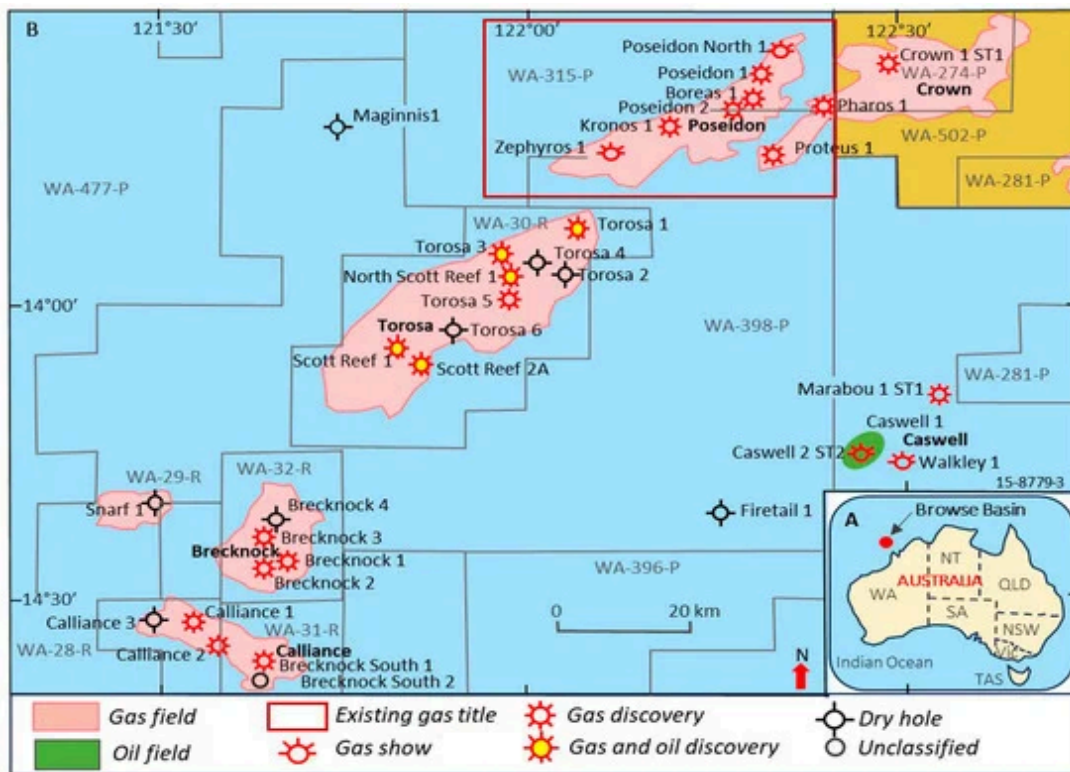 B
121°30′
122°00′
122°30′
Poseidon North 1
Crown 1 ST1
WA-315-P
WA-274-P
Poseidon 1
Crown
Boreas 1
Maginnis1
Poseidon 2
Pharos 1
Kronos 1
Poseidon
WA-502-P
Zephyros 1
Proteus 1
WA-477-P
WA-281-P
WA-30-R
Torosa 1
Torosa 3
Torosa 4
North Scott Reef 1
Torosa 2
Torosa 5
14°00′
Torosa
Torosa 6
WA-398-P
Scott Reef 1
Scott Reef 2A
WA-281-P
Marabou 1 ST1
Caswell 1
Caswell
Caswell 2 ST2
Walkley 1
WA-29-R
WA-32-R
15-8779-3
Snarf 1
Brecknock 4
Firetail 1
Brecknock 3
Brecknock
Brecknock 1
Brecknock 2
WA-396-P
14°30′
Calliance 1
Calliance 3
WA-31-R
Calliance 2
Calliance
WA-28-R
Brecknock South 1
Brecknock South 2
0
20 km
N
A
Browse Basin
NT
AUSTRALIA
QLD
WA
SA
NSW
VIC
Indian Ocean
TAS
Gas field
Existing gas title
Gas discovery
Dry hole
Oil field
Gas show
Gas and oil discovery
Unclassified